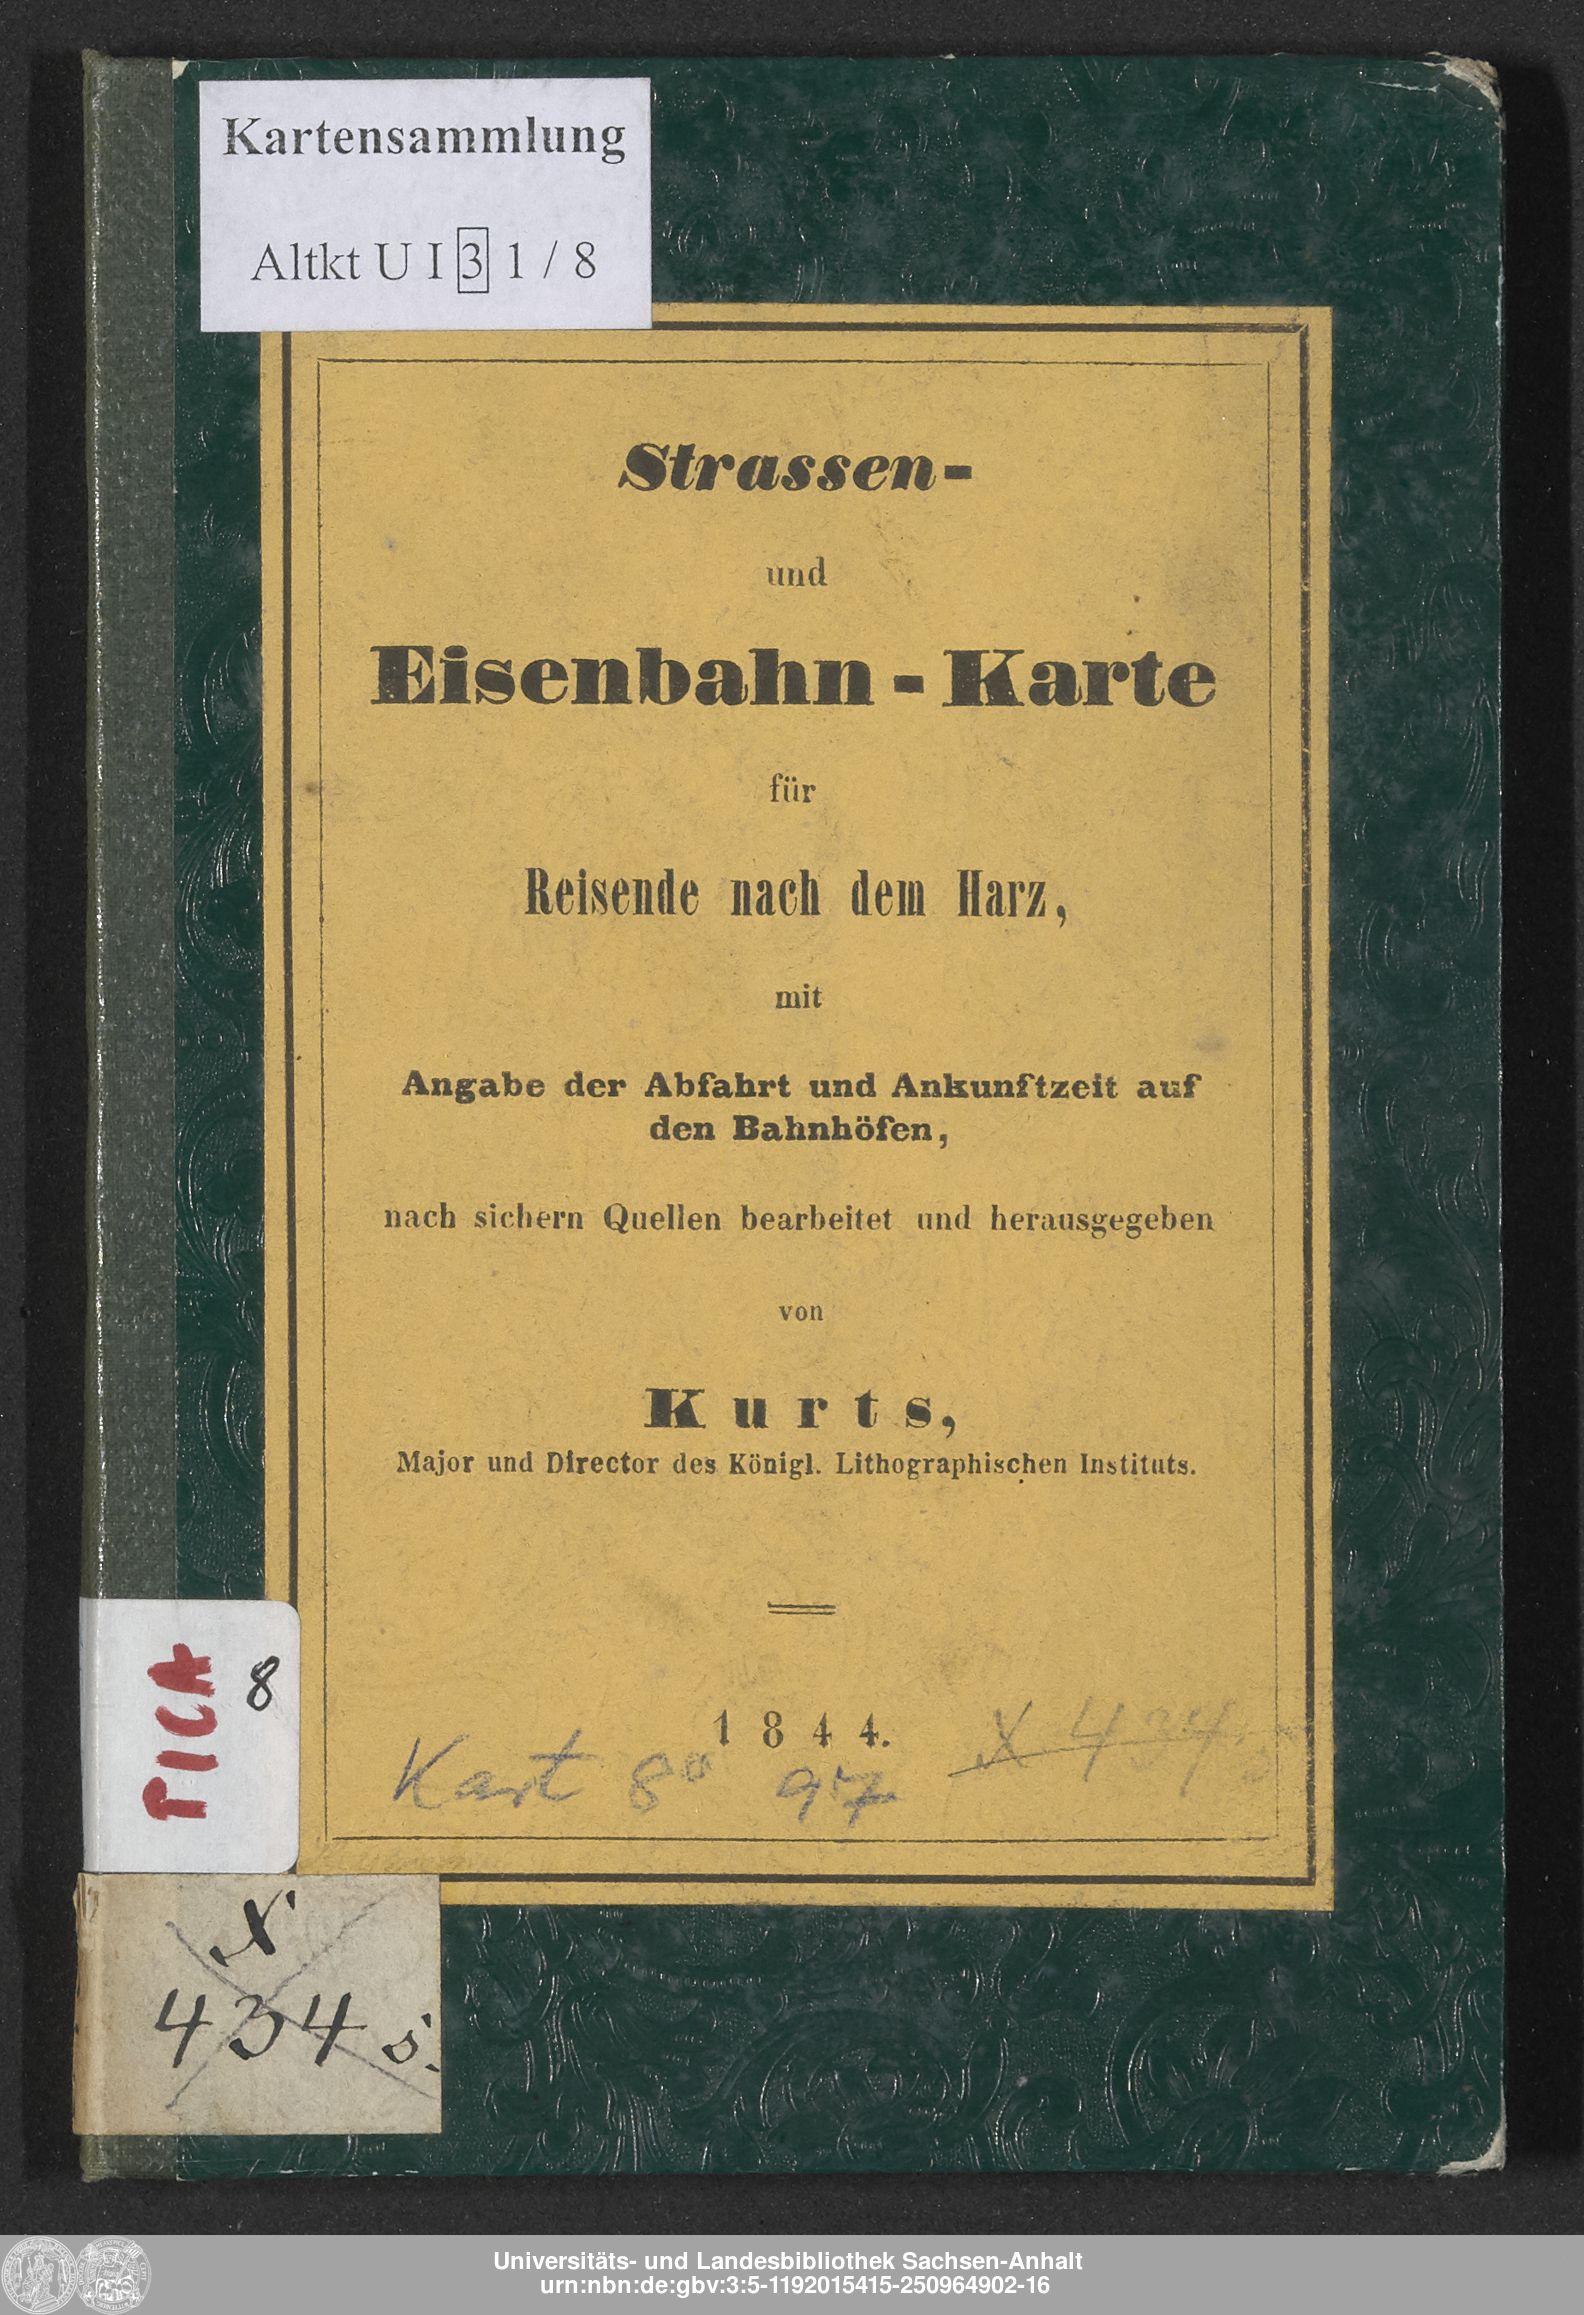 Kartensammlung
Altkt U I 3 1 / 8
Strassen-
und
Eisenbahn-Karte
für
Reisende nach dem Harz,
mit
Angabe der Abfahrt und Ankunftzeit auf
den Bahnhöfen,
nach sichern Quellen bearbeitet und herausgegeben
von
Kurts,
Major und Director des Königl. Lithographischen Instituts.
1844.
X 434
Kart 8° 97
8
X
434 s.
Universitäts- und Landesbibliothek Sachsen-Anhalt
urn:nbn:de:gbv:3:5-1192015415-250964902-16